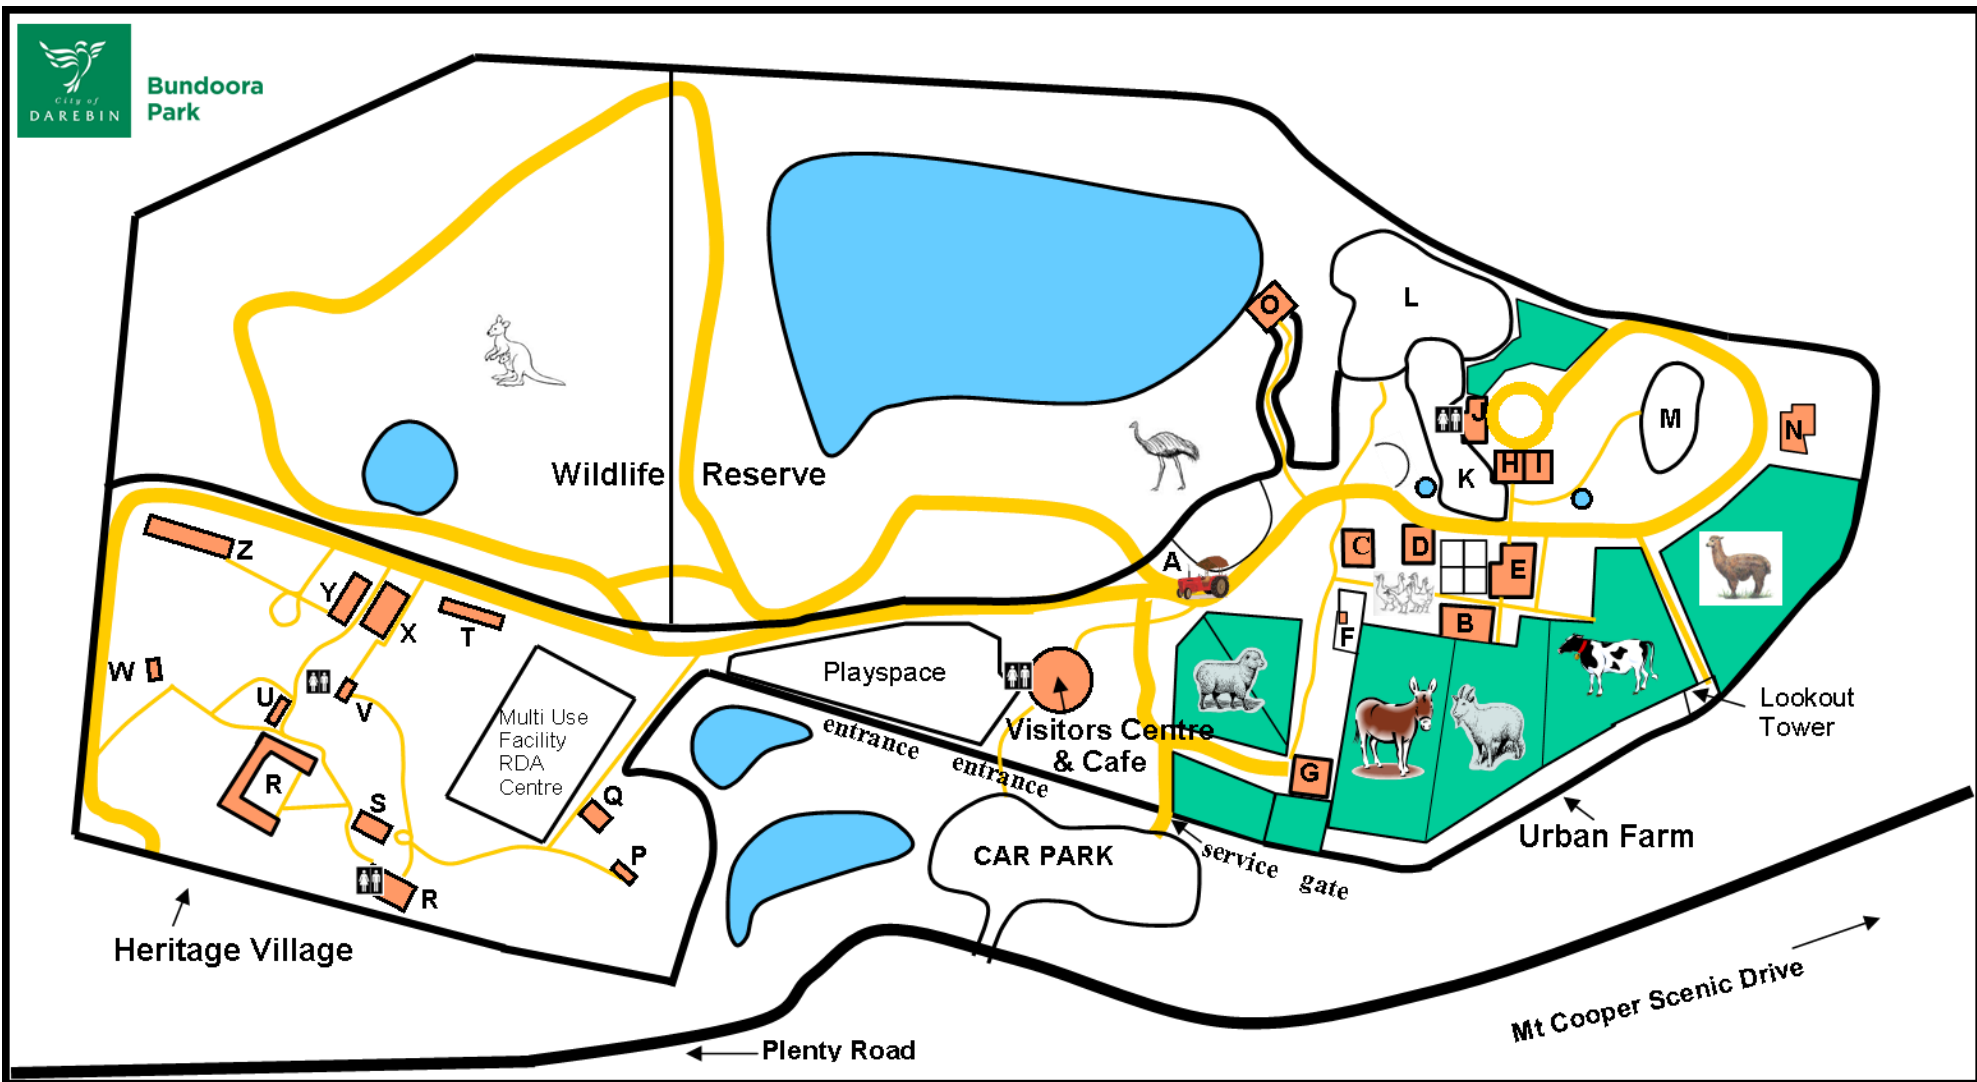 City of
DAREBIN
Bundoora
Park
L
O
M
J
N
Wildlife
Reserve
H
I
K
A
C
D
E
B
F
Z
Y
X
T
W
U
V
R
S
Q
P
R
Multi Use
Facility
RDA
Centre
Playspace
Visitors Centre
& Cafe
entrance
entrance
G
Lookout
Tower
Urban Farm
CAR PARK
service gate
Heritage Village
Mt Cooper Scenic Drive
Plenty Road